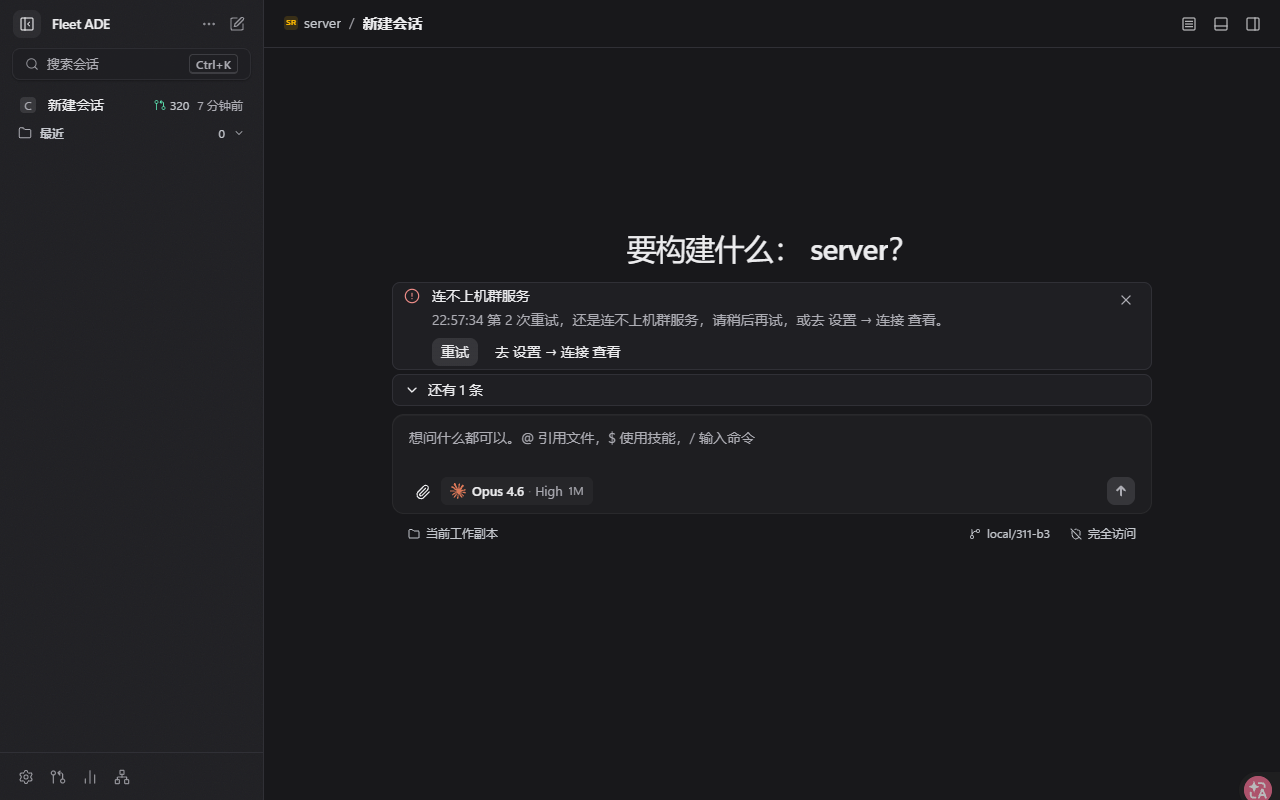 Fleet ADE
搜索会话 Ctrl+K
C 新建会话 320 7 分钟前
最近 0
SR server / 新建会话
要构建什么： server？
连不上机群服务
22:57:34 第 2 次重试，还是连不上机群服务，请稍后再试，或去 设置 → 连接 查看。
重试 去 设置 → 连接 查看
还有 1 条
想问什么都可以。@ 引用文件，$ 使用技能，/ 输入命令
Opus 4.6 · High 1M
当前工作副本 local/311-b3 完全访问